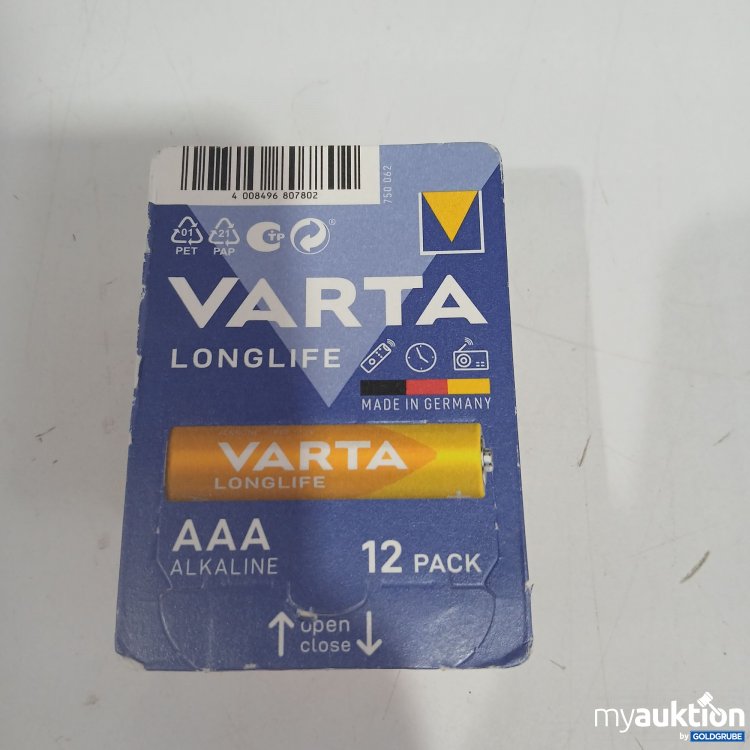 4 008496 807802
750 062
01
PET
21
PAP
TP
®
VARTA
LONGLIFE
MADE IN GERMANY
VARTA
LONGLIFE
+
AAA
ALKALINE
12 PACK
open
close
myauktion
by GOLDGRUBE